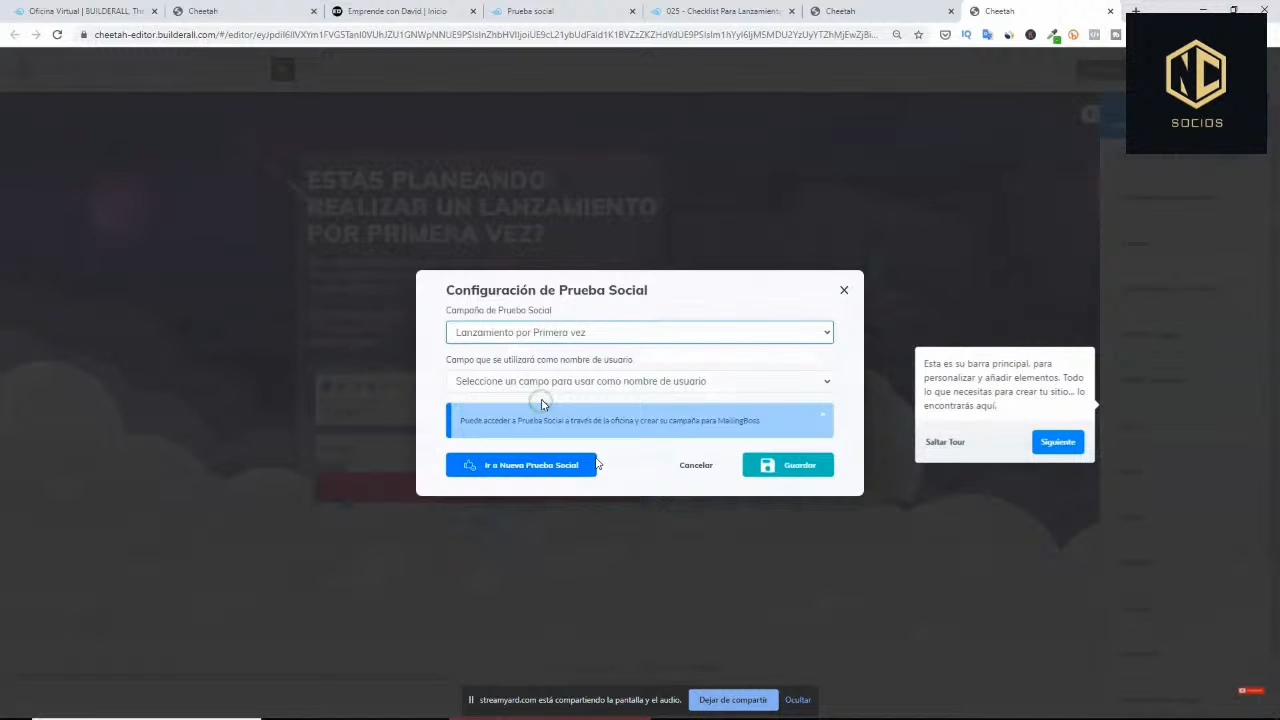 Oficina Virtual | BUILDERALL, Th
Cheetah
Emprende con David | Inicio
Prueba social
025 - Checklist Para Lanzamient
Cheetah
Cheetah
NC
SOCIOS
ESTÁS PLANEANDO
REALIZAR UN LANZAMIENTO
POR PRIMERA VEZ?
Configuración de Prueba Social
Campaña de Prueba Social
Lanzamiento por Primera vez
Campo que se utilizará como nombre de usuario
Seleccione un campo para usar como nombre de usuario
Puede acceder a Prueba Social a través de la oficina y crear su campaña para MailingBoss
Ir a Nueva Prueba Social
Cancelar
Guardar
Esta es su barra principal, para
personalizar y añadir elementos. Todo
lo que necesitas para crear tu sitio... lo
encontrarás aquí.
Saltar Tour
Siguiente
streamyard.com está compartiendo la pantalla y el audio.
Dejar de compartir
Ocultar